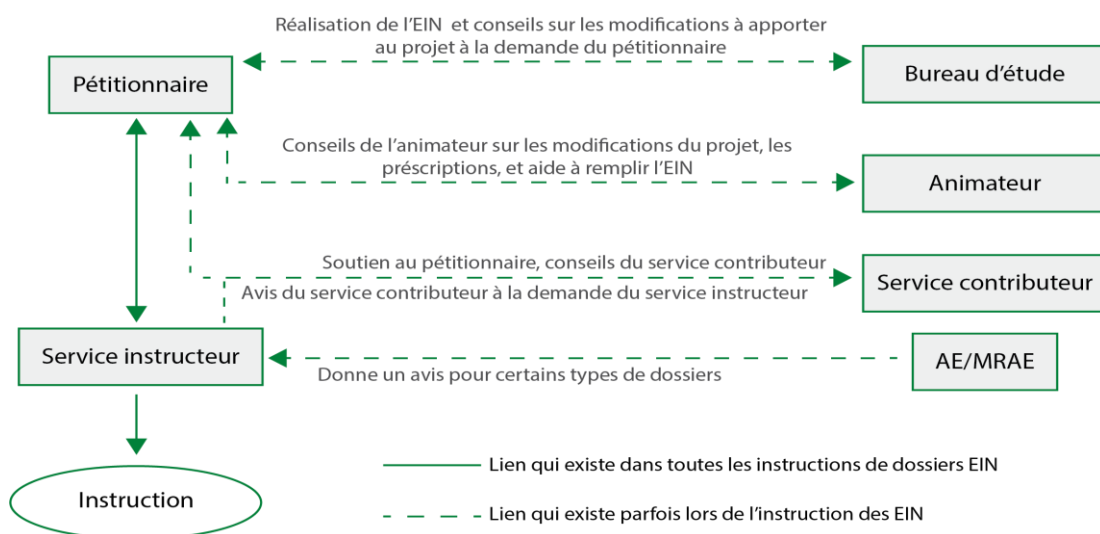 Réalisation de l’EIN et conseils sur les modifications à apporter
au projet à la demande du pétitionnaire
Pétitionnaire
Bureau d’étude
Conseils de l’animateur sur les modifications du projet, les
préscriptions, et aide à remplir l’EIN
Animateur
Soutien au pétitionnaire, conseils du service contributeur
Service contributeur
Avis du service contributeur à la demande du service instructeur
Service instructeur
AE/MRAE
Donne un avis pour certains types de dossiers
Lien qui existe dans toutes les instructions de dossiers EIN
Instruction
Lien qui existe parfois lors de l’instruction des EIN